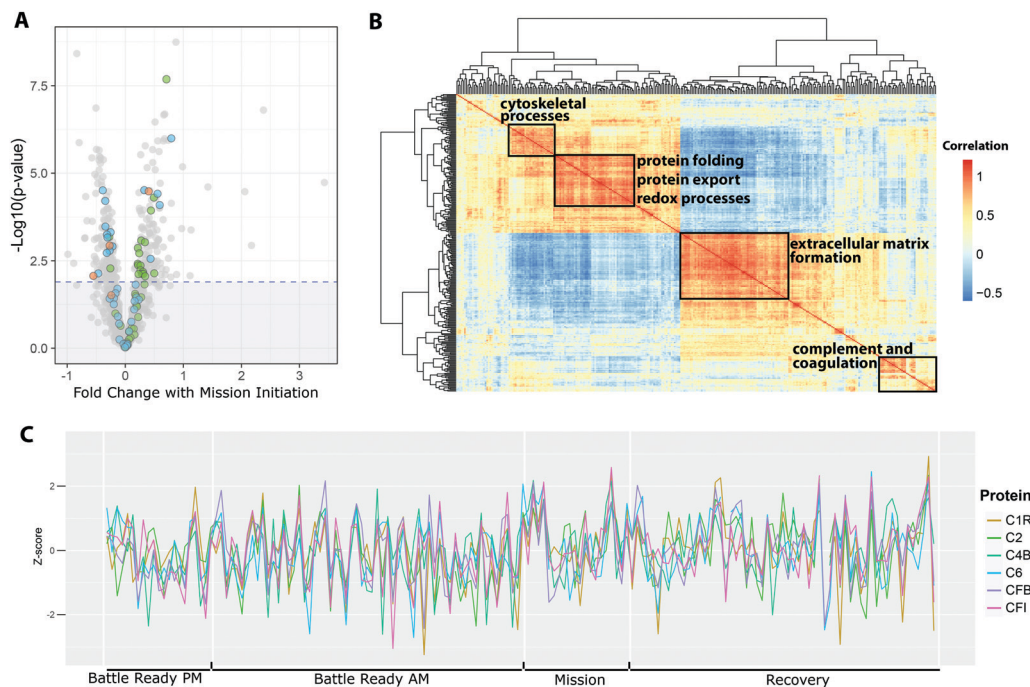 A
7.5
5.0
2.5
0.0
-1
0
1
2
3
-Log10(p-value)
Fold Change with Mission Initiation
B
cytoskeletal
processes
protein folding
protein export
redox processes
extracellular matrix
formation
complement and
coagulation
Correlation
1
0.5
0
−0.5
C
2
0
-2
Z-score
Battle Ready PM
Battle Ready AM
Mission
Recovery
Protein
C1R
C2
C4B
C6
CFB
CFI